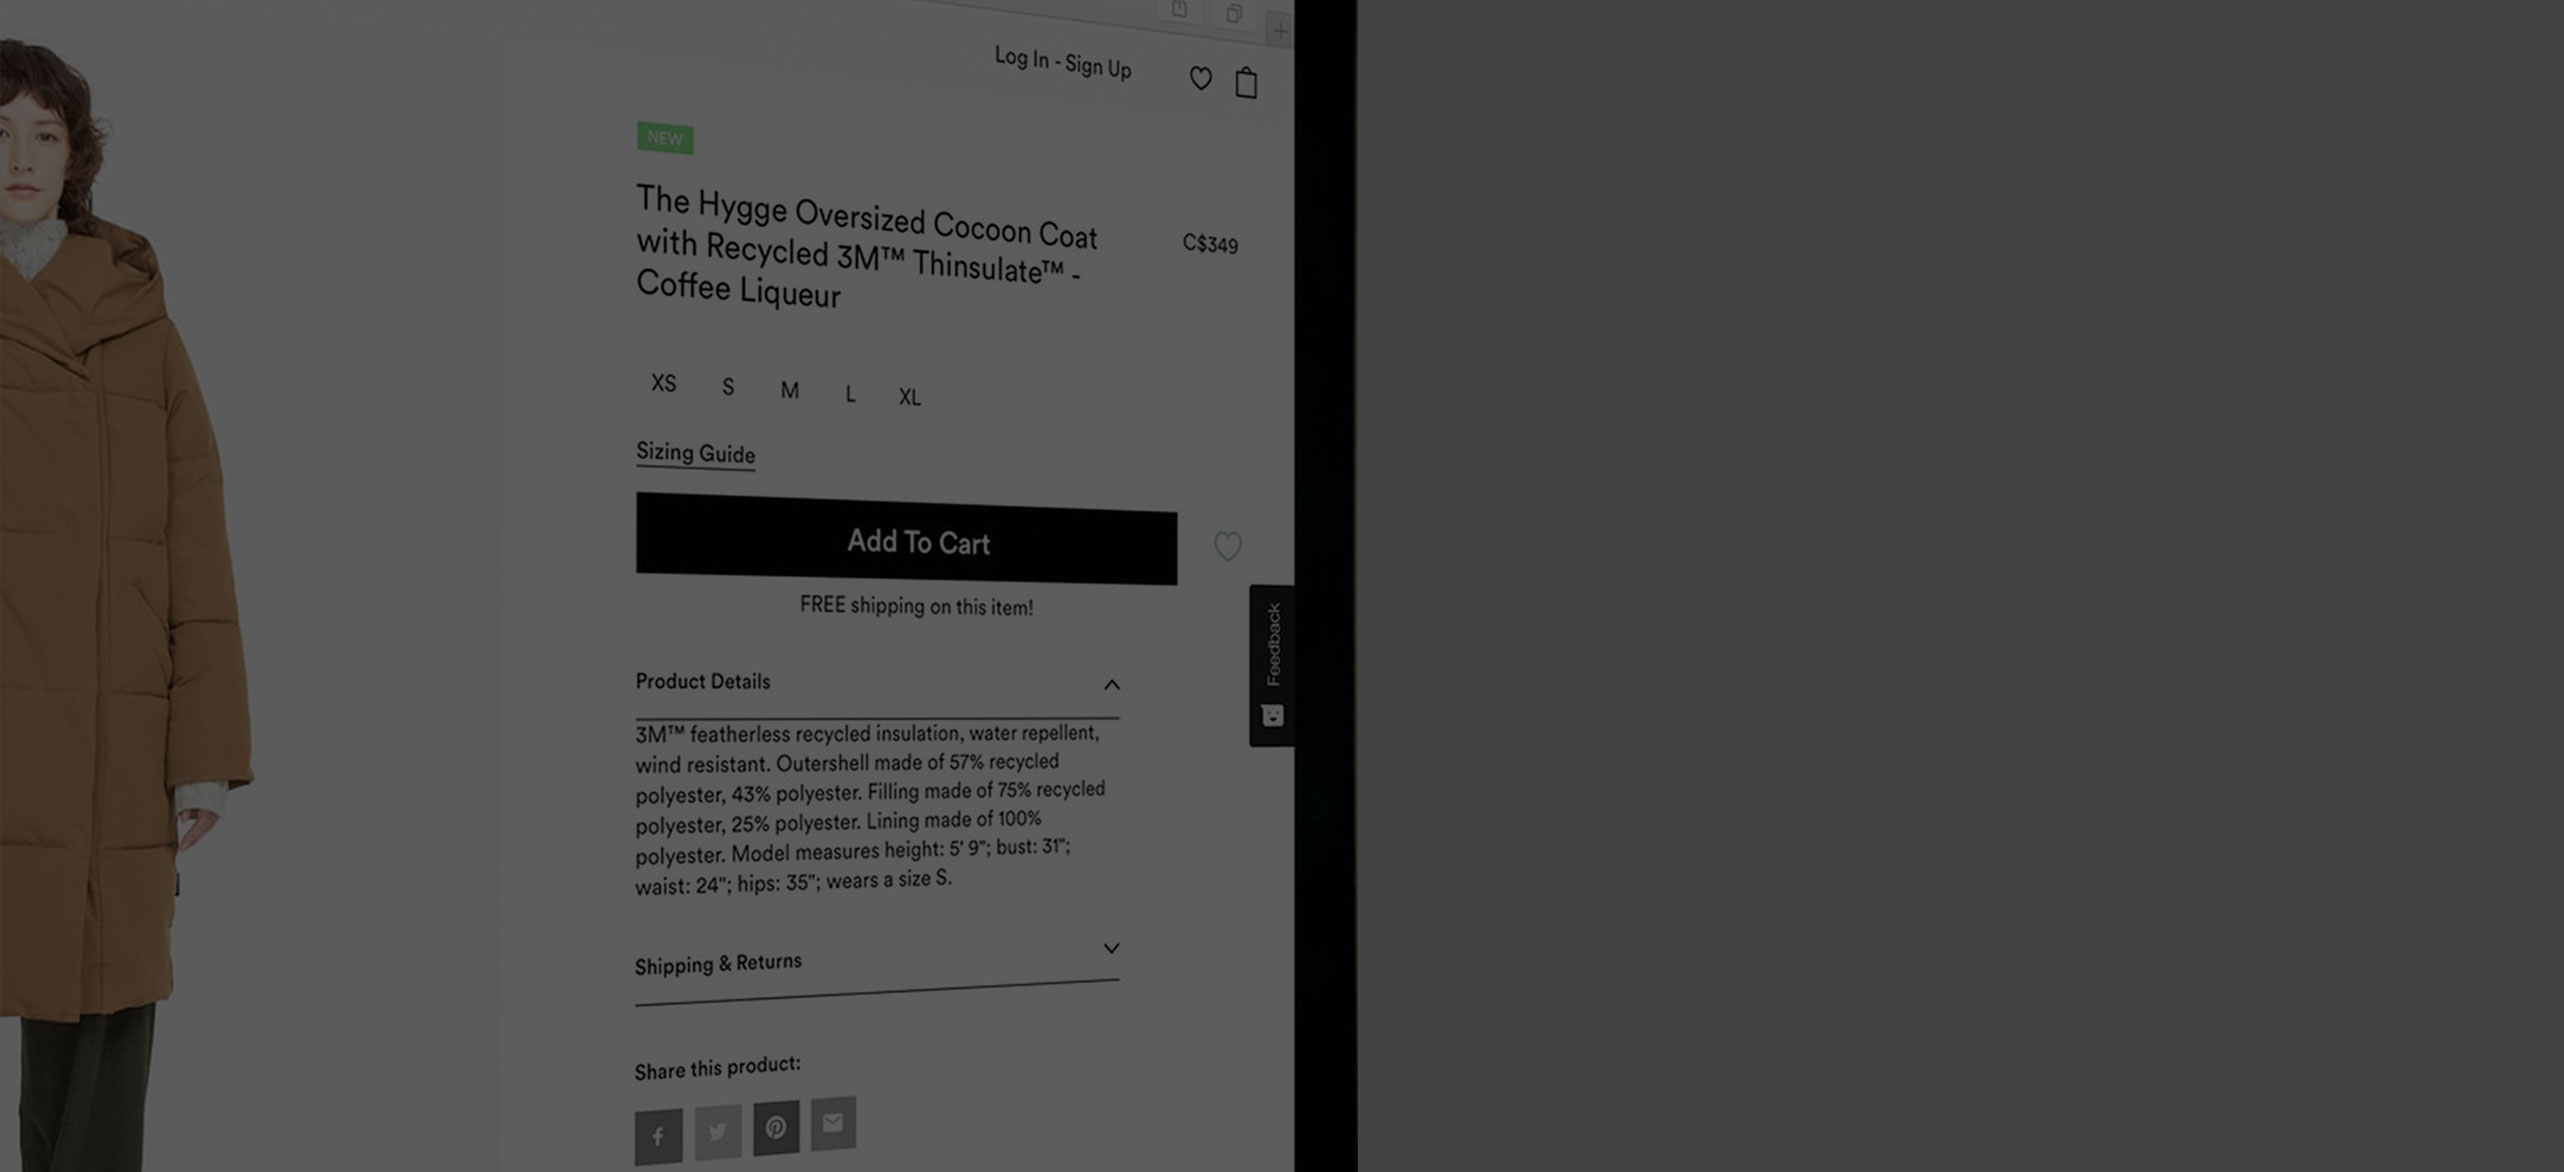 Log In - Sign Up
NEW
The Hygge Oversized Cocoon Coat
with Recycled 3M™ Thinsulate™ -
Coffee Liqueur
C$349
XS S M L XL
Sizing Guide
Add To Cart
FREE shipping on this item!
Feedback
Product Details
3M™ featherless recycled insulation, water repellent,
wind resistant. Outershell made of 57% recycled
polyester, 43% polyester. Filling made of 75% recycled
polyester, 25% polyester. Lining made of 100%
polyester. Model measures height: 5' 9"; bust: 31";
waist: 24"; hips: 35"; wears a size S.
Shipping & Returns
Share this product: